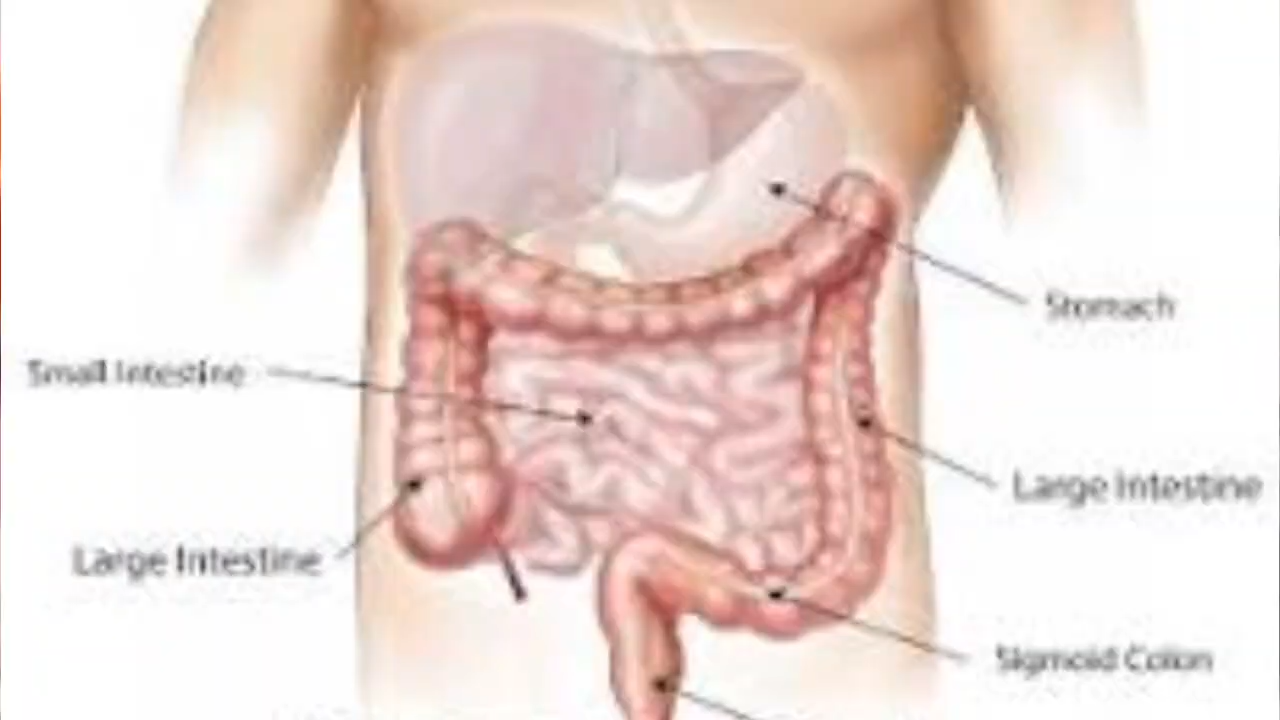 Stomach
Small Intestine
Large Intestine
Large Intestine
Sigmoid Colon